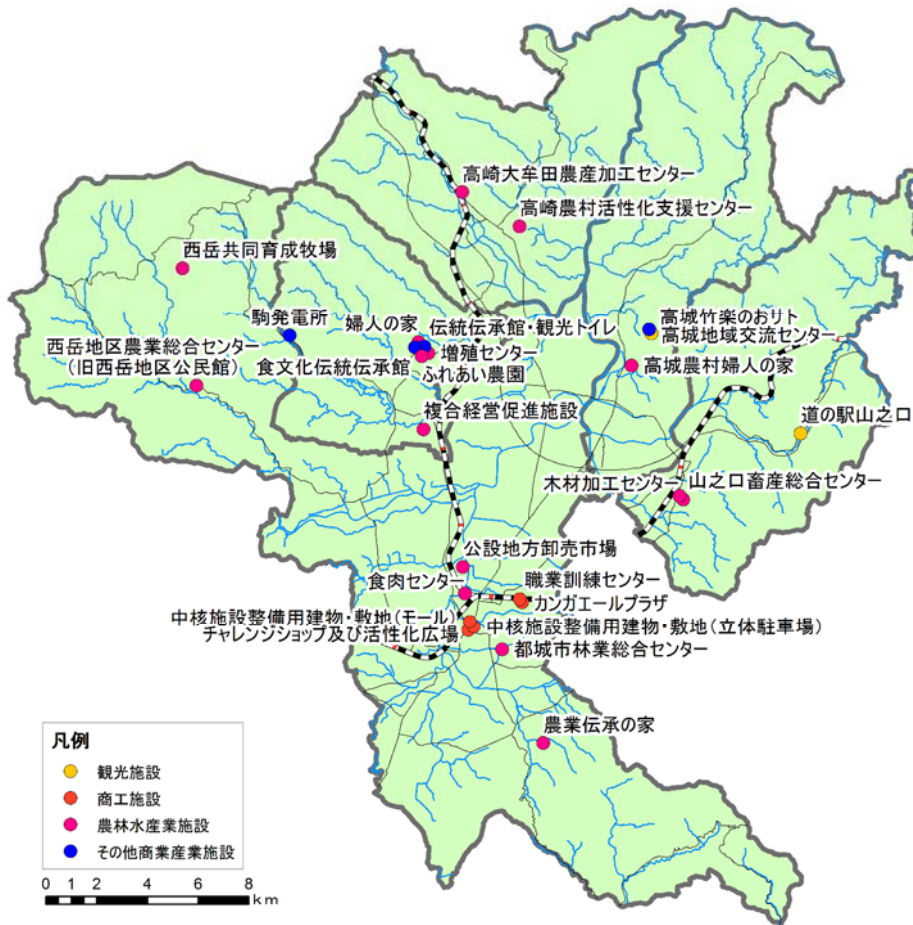 高崎大牟田農産加工センター
高崎農村活性化支援センター
西岳共同育成牧場
駒発電所
婦人の家
伝統伝承館・観光トイレ
高城竹楽のおリト
高城地域交流センター
西岳地区農業総合センター
(旧西岳地区公民館)
食文化伝統伝承館
増殖センター
ふれあい農園
高城農村婦人の家
複合経営促進施設
道の駅山之口
木材加工センター
山之口畜産総合センター
公設地方卸売市場
食肉センター
職業訓練センター
カンガエールプラザ
中核施設整備用建物・敷地(モール)
チャレンジショップ及び活性化広場
中核施設整備用建物・敷地(立体駐車場)
都城市林業総合センター
農業伝承の家
凡例
観光施設
商工施設
農林水産業施設
その他商業産業施設
0 1 2 4 6 8
km